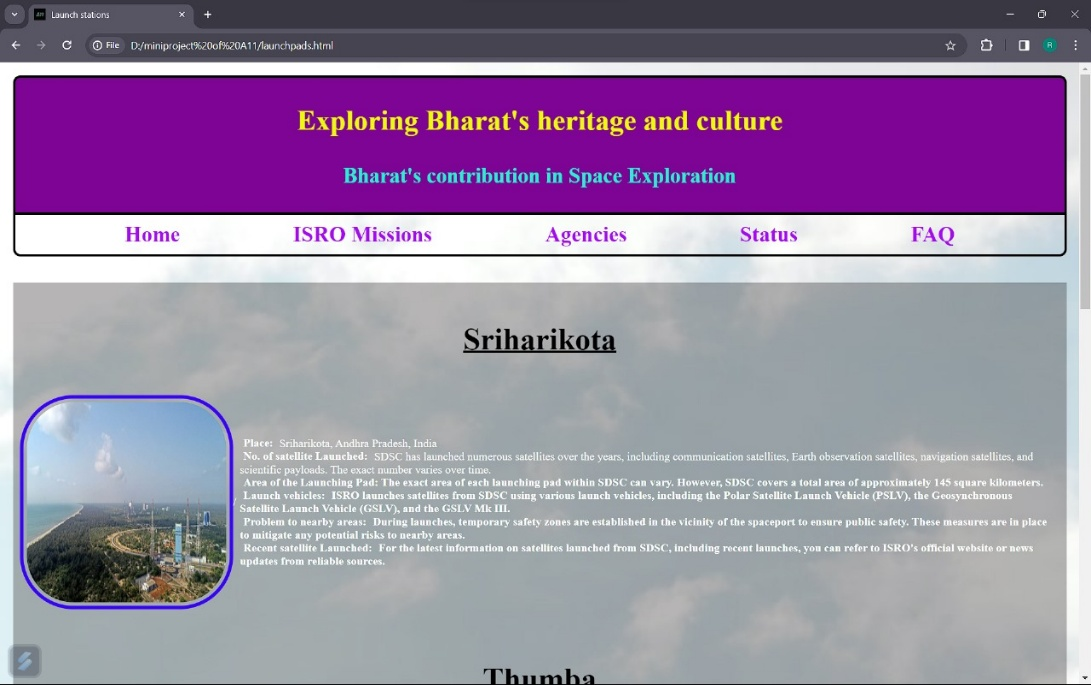 Launch stations
File D:/miniproject%20of%20A11/launchpads.html
R
Exploring Bharat's heritage and culture
Bharat's contribution in Space Exploration
Home ISRO Missions Agencies Status FAQ
Sriharikota
Place: Sriharikota, Andhra Pradesh, India
No. of satellite Launched: SDSC has launched numerous satellites over the years, including communication satellites, Earth observation satellites, navigation satellites, and
scientific payloads. The exact number varies over time.
Area of the Launching Pad: The exact area of each launching pad within SDSC can vary. However, SDSC covers a total area of approximately 145 square kilometers.
Launch vehicles: ISRO launches satellites from SDSC using various launch vehicles, including the Polar Satellite Launch Vehicle (PSLV), the Geosynchronous
Satellite Launch Vehicle (GSLV), and the GSLV Mk III.
Problem to nearby areas: During launches, temporary safety zones are established in the vicinity of the spaceport to ensure public safety. These measures are in place
to mitigate any potential risks to nearby areas.
Recent satellite Launched: For the latest information on satellites launched from SDSC, including recent launches, you can refer to ISRO's official website or news
updates from reliable sources.
Thumba